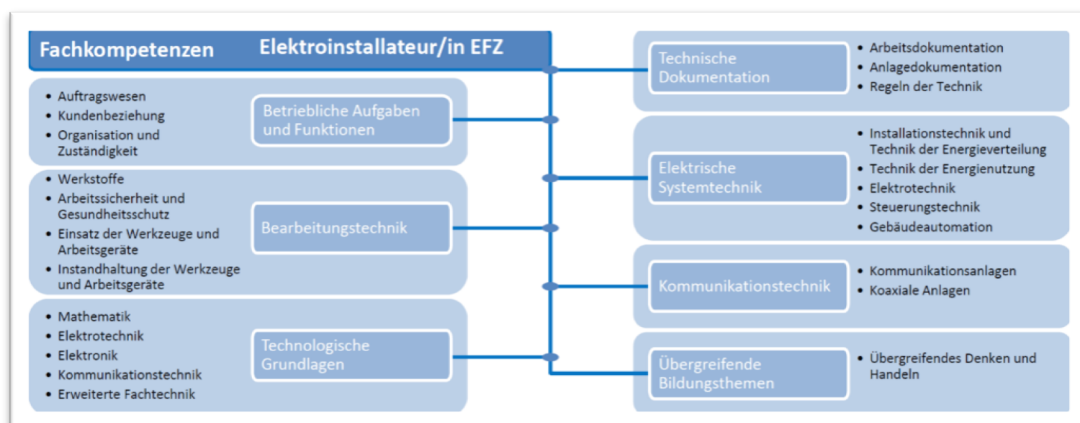 Fachkompetenzen Elektroinstallateur/in EFZ
• Auftragswesen
• Kundenbeziehung
• Organisation und
Zuständigkeit
Betriebliche Aufgaben
und Funktionen
• Werkstoffe
• Arbeitssicherheit und
Gesundheitsschutz
• Einsatz der Werkzeuge und
Arbeitsgeräte
• Instandhaltung der Werkzeuge
und Arbeitsgeräte
Bearbeitungstechnik
• Mathematik
• Elektrotechnik
• Elektronik
• Kommunikationstechnik
• Erweiterte Fachtechnik
Technologische
Grundlagen
Technische
Dokumentation
• Arbeitsdokumentation
• Anlagedokumentation
• Regeln der Technik
Elektrische
Systemtechnik
• Installationstechnik und
Technik der Energieverteilung
• Technik der Energienutzung
• Elektrotechnik
• Steuerungstechnik
• Gebäudeautomation
Kommunikationstechnik
• Kommunikationsanlagen
• Koaxiale Anlagen
Übergreifende
Bildungsthemen
• Übergreifendes Denken und
Handeln